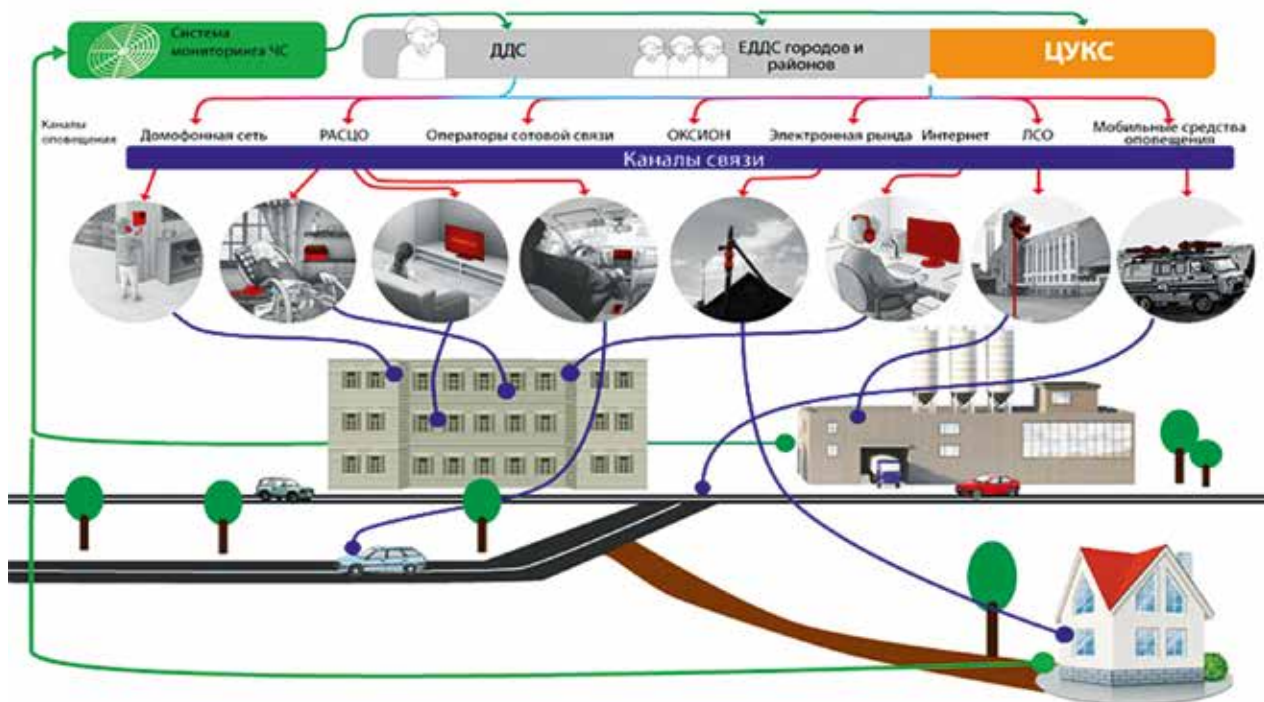 Система
мониторинга ЧС
ДДС
ЕДДС городов и
районов
ЦУКС
Каналы
оповещения
Домофонная сеть
РАСЦО
Операторы сотовой связи
ОКСИОН
Электронная рында
Интернет
ЛСО
Мобильные средства
оповещения
Каналы связи